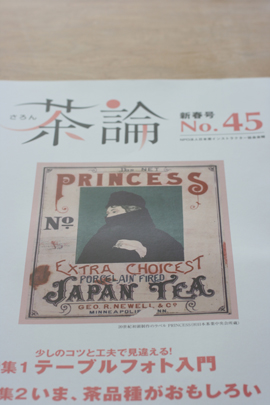 さろん
茶論
新春号
No. 45
PRINCESS
No
EXTRA CHOICEST
PORCELAIN FIRED
JAPAN TEA
GEO. R. NEWELL & Co
MINNEAPOLIS MINN.
少しのコツと工夫で見違える!
集1 テーブルフォト入門
集2 いま、茶品種がおもしろい